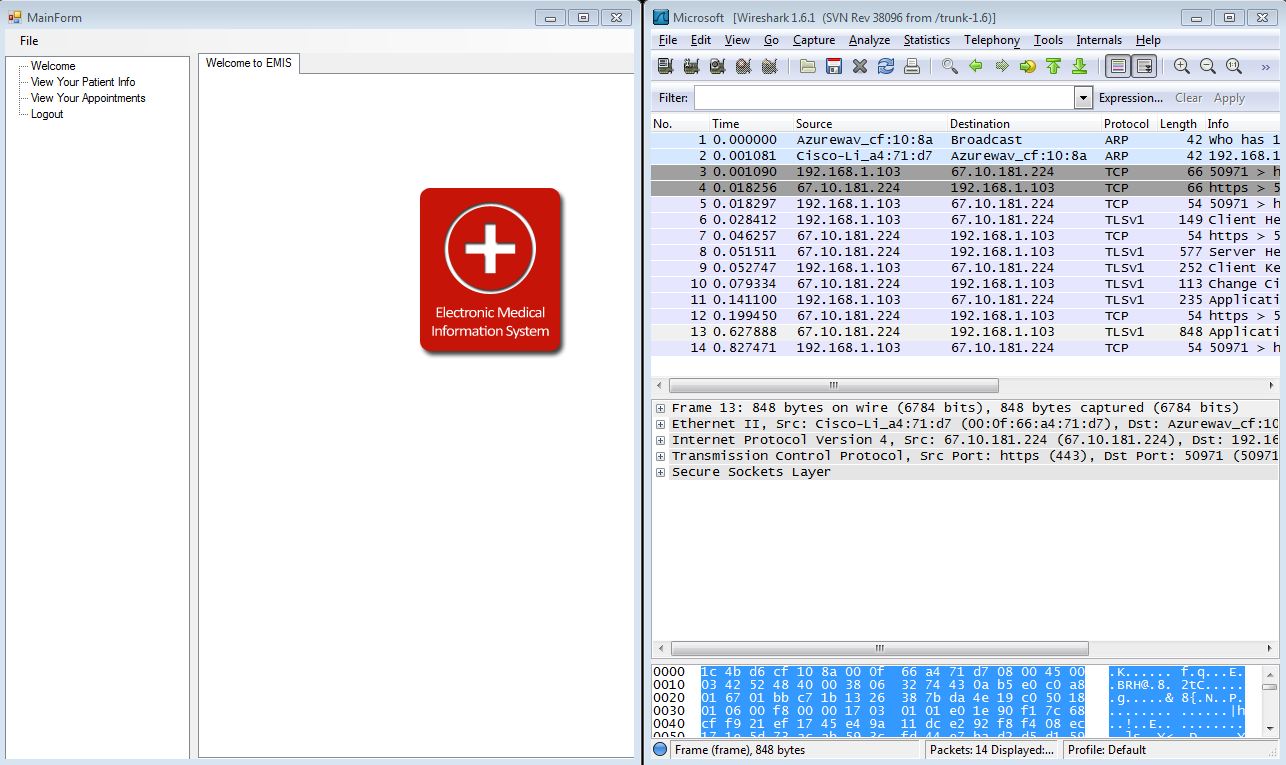 MainForm
File
Welcome
View Your Patient Info
View Your Appointments
Logout
Welcome to EMIS
Electronic Medical
Information System
Microsoft [Wireshark 1.6.1 (SVN Rev 38096 from /trunk-1.6)]
File Edit View Go Capture Analyze Statistics Telephony Tools Internals Help
Filter: Expression... Clear Apply
No. Time Source Destination Protocol Length Info
1 0.000000 Azurewav_cf:10:8a Broadcast ARP 42 Who has 1
2 0.001081 Cisco-Li_a4:71:d7 Azurewav_cf:10:8a ARP 42 192.168.1
3 0.001090 192.168.1.103 67.10.181.224 TCP 66 50971 > h
4 0.018256 67.10.181.224 192.168.1.103 TCP 66 https > 5
5 0.018297 192.168.1.103 67.10.181.224 TCP 54 50971 > h
6 0.028412 192.168.1.103 67.10.181.224 TLSv1 149 Client He
7 0.046257 67.10.181.224 192.168.1.103 TCP 54 https > 5
8 0.051511 67.10.181.224 192.168.1.103 TLSv1 577 Server He
9 0.052747 192.168.1.103 67.10.181.224 TLSv1 252 Client Ke
10 0.079334 67.10.181.224 192.168.1.103 TLSv1 113 Change Ci
11 0.141100 192.168.1.103 67.10.181.224 TLSv1 235 Applicati
12 0.199450 67.10.181.224 192.168.1.103 TCP 54 https > 5
13 0.627888 67.10.181.224 192.168.1.103 TLSv1 848 Applicati
14 0.827471 192.168.1.103 67.10.181.224 TCP 54 50971 > h
Frame 13: 848 bytes on wire (6784 bits), 848 bytes captured (6784 bits)
Ethernet II, Src: Cisco-Li_a4:71:d7 (00:0f:66:a4:71:d7), Dst: Azurewav_cf:10
Internet Protocol Version 4, Src: 67.10.181.224 (67.10.181.224), Dst: 192.16
Transmission Control Protocol, Src Port: https (443), Dst Port: 50971 (50971
Secure Sockets Layer
0000 1c 4b d6 cf 10 8a 00 0f 66 a4 71 d7 08 00 45 00 .K...... f.q...E.
0010 03 42 52 48 40 00 38 06 32 74 43 0a b5 e0 c0 a8 .BRH@.8. 2tC.....
0020 01 67 01 bb c7 1b 13 26 38 7b da 4e 19 c0 50 18 .g.....& 8{.N..P.
0030 01 06 00 f8 00 00 17 03 01 01 e0 1e 90 f1 7c 68 ........ ......|h
0040 cf f9 21 ef 17 45 e4 9a 11 dc e2 92 f8 f4 08 ec ..!..E.. ........
0050
Frame (frame), 848 bytes Packets: 14 Displayed:... Profile: Default